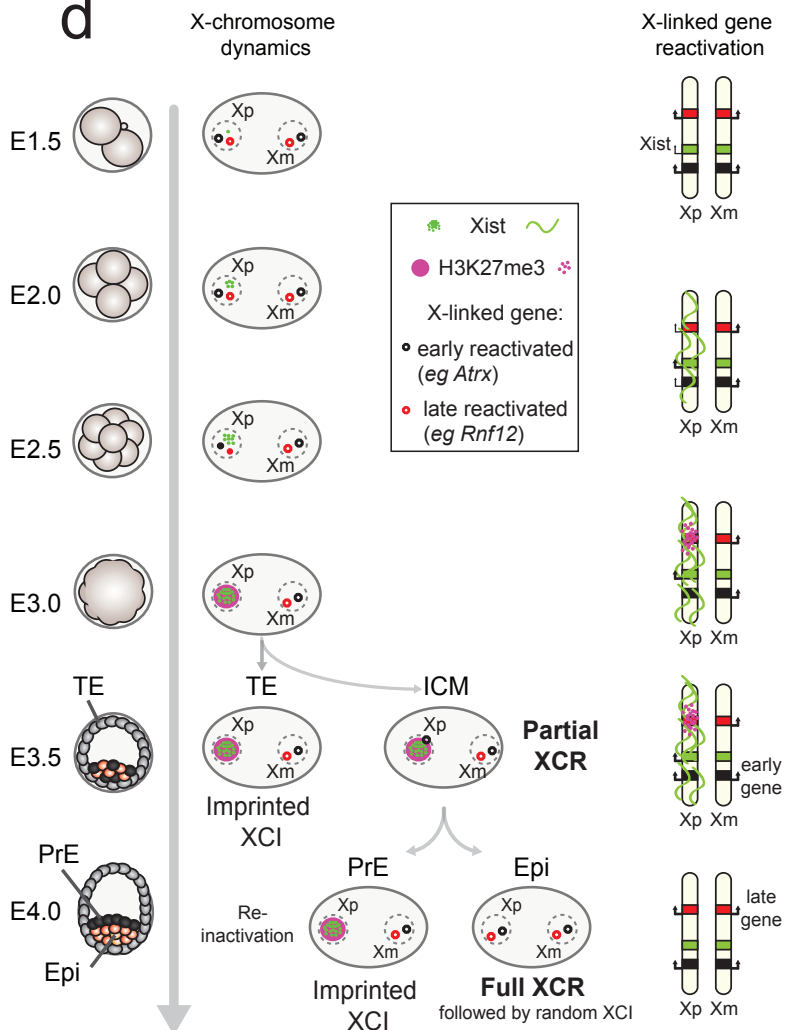 d
X-chromosome
dynamics
X-linked gene
reactivation
E1.5
Xp
Xm
Xist
Xp Xm
E2.0
Xp
Xm
Xist
H3K27me3
X-linked gene:
early reactivated
(eg Atrx)
late reactivated
(eg Rnf12)
Xp Xm
E2.5
Xp
Xm
E3.0
Xp
Xm
Xp Xm
TE
TE
ICM
E3.5
Xp
Xm
Xp
Xm
Partial
XCR
Imprinted
XCI
early
gene
Xp Xm
PrE
PrE
Epi
E4.0
Epi
Re-
inactivation
Xp
Xm
Xp
Xm
late
gene
Imprinted
XCI
Full XCR
followed by random XCI
Xp Xm